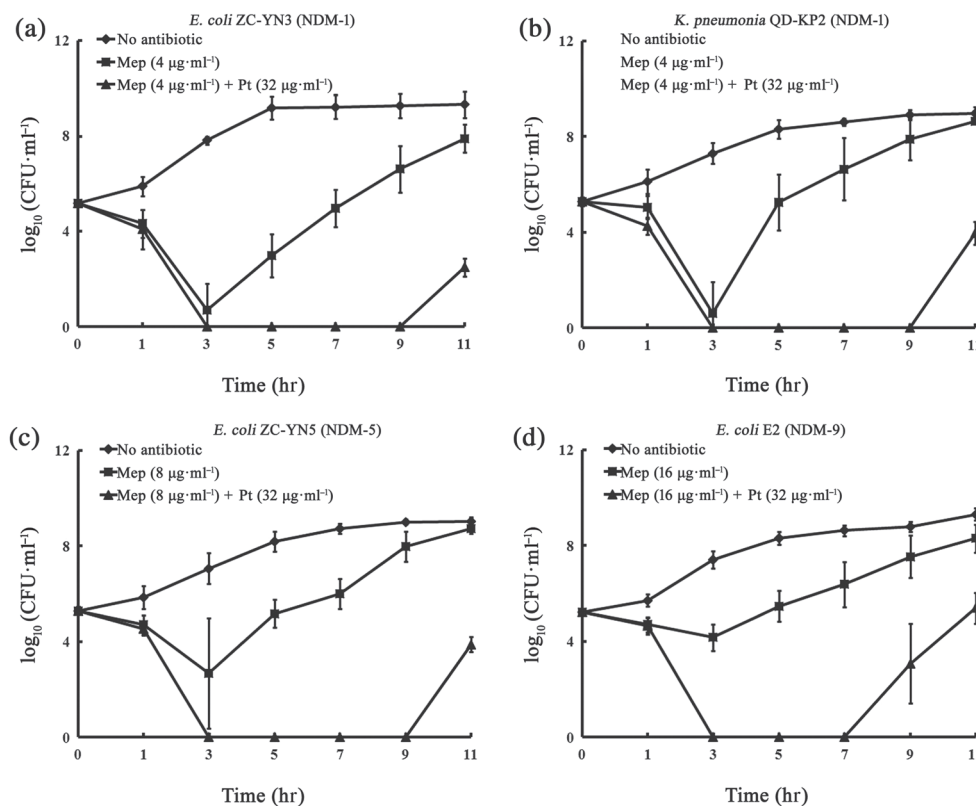 (a)
E. coli ZC-YN3 (NDM-1)
No antibiotic
Mep (4 µg·ml⁻¹)
Mep (4 µg·ml⁻¹) + Pt (32 µg·ml⁻¹)
12
8
4
0
log₁₀ (CFU·ml⁻¹)
0 1 3 5 7 9 11
Time (hr)
(b)
K. pneumonia QD-KP2 (NDM-1)
No antibiotic
Mep (4 µg·ml⁻¹)
Mep (4 µg·ml⁻¹) + Pt (32 µg·ml⁻¹)
12
8
4
0
log₁₀ (CFU·ml⁻¹)
0 1 3 5 7 9 11
Time (hr)
(c)
E. coli ZC-YN5 (NDM-5)
No antibiotic
Mep (8 µg·ml⁻¹)
Mep (8 µg·ml⁻¹) + Pt (32 µg·ml⁻¹)
12
8
4
0
log₁₀ (CFU·ml⁻¹)
0 1 3 5 7 9 11
Time (hr)
(d)
E. coli E2 (NDM-9)
No antibiotic
Mep (16 µg·ml⁻¹)
Mep (16 µg·ml⁻¹) + Pt (32 µg·ml⁻¹)
12
8
4
0
log₁₀ (CFU·ml⁻¹)
0 1 3 5 7 9 11
Time (hr)